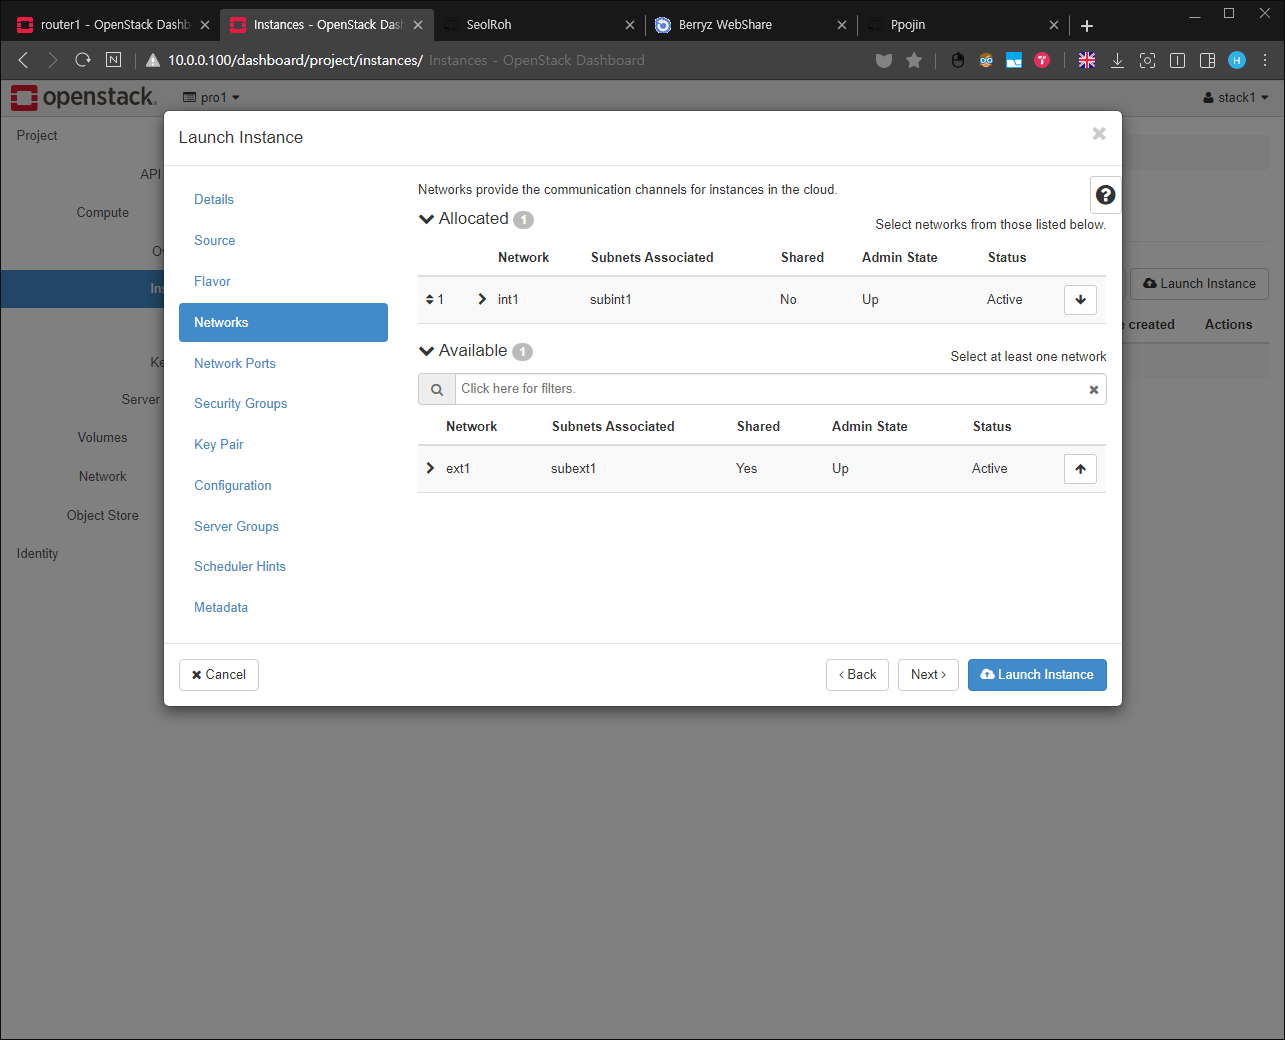 router1 - OpenStack Dashb
Instances - OpenStack Dash
SeolRoh
Berryz WebShare
Ppojin
N
10.0.0.100/dashboard/project/instances/ Instances - OpenStack Dashboard
H
openstack.
pro1
stack1
Project
API
Compute
Ov
Ins
Ke
Server
Volumes
Network
Object Store
Identity
Launch Instance
e created
Actions
Launch Instance
Details
Source
Flavor
Networks
Network Ports
Security Groups
Key Pair
Configuration
Server Groups
Scheduler Hints
Metadata
Networks provide the communication channels for instances in the cloud.
Allocated 1
Select networks from those listed below.
Network Subnets Associated Shared Admin State Status
1 int1 subint1 No Up Active
Available 1
Select at least one network
Click here for filters.
Network Subnets Associated Shared Admin State Status
ext1 subext1 Yes Up Active
Cancel
‹ Back
Next ›
Launch Instance